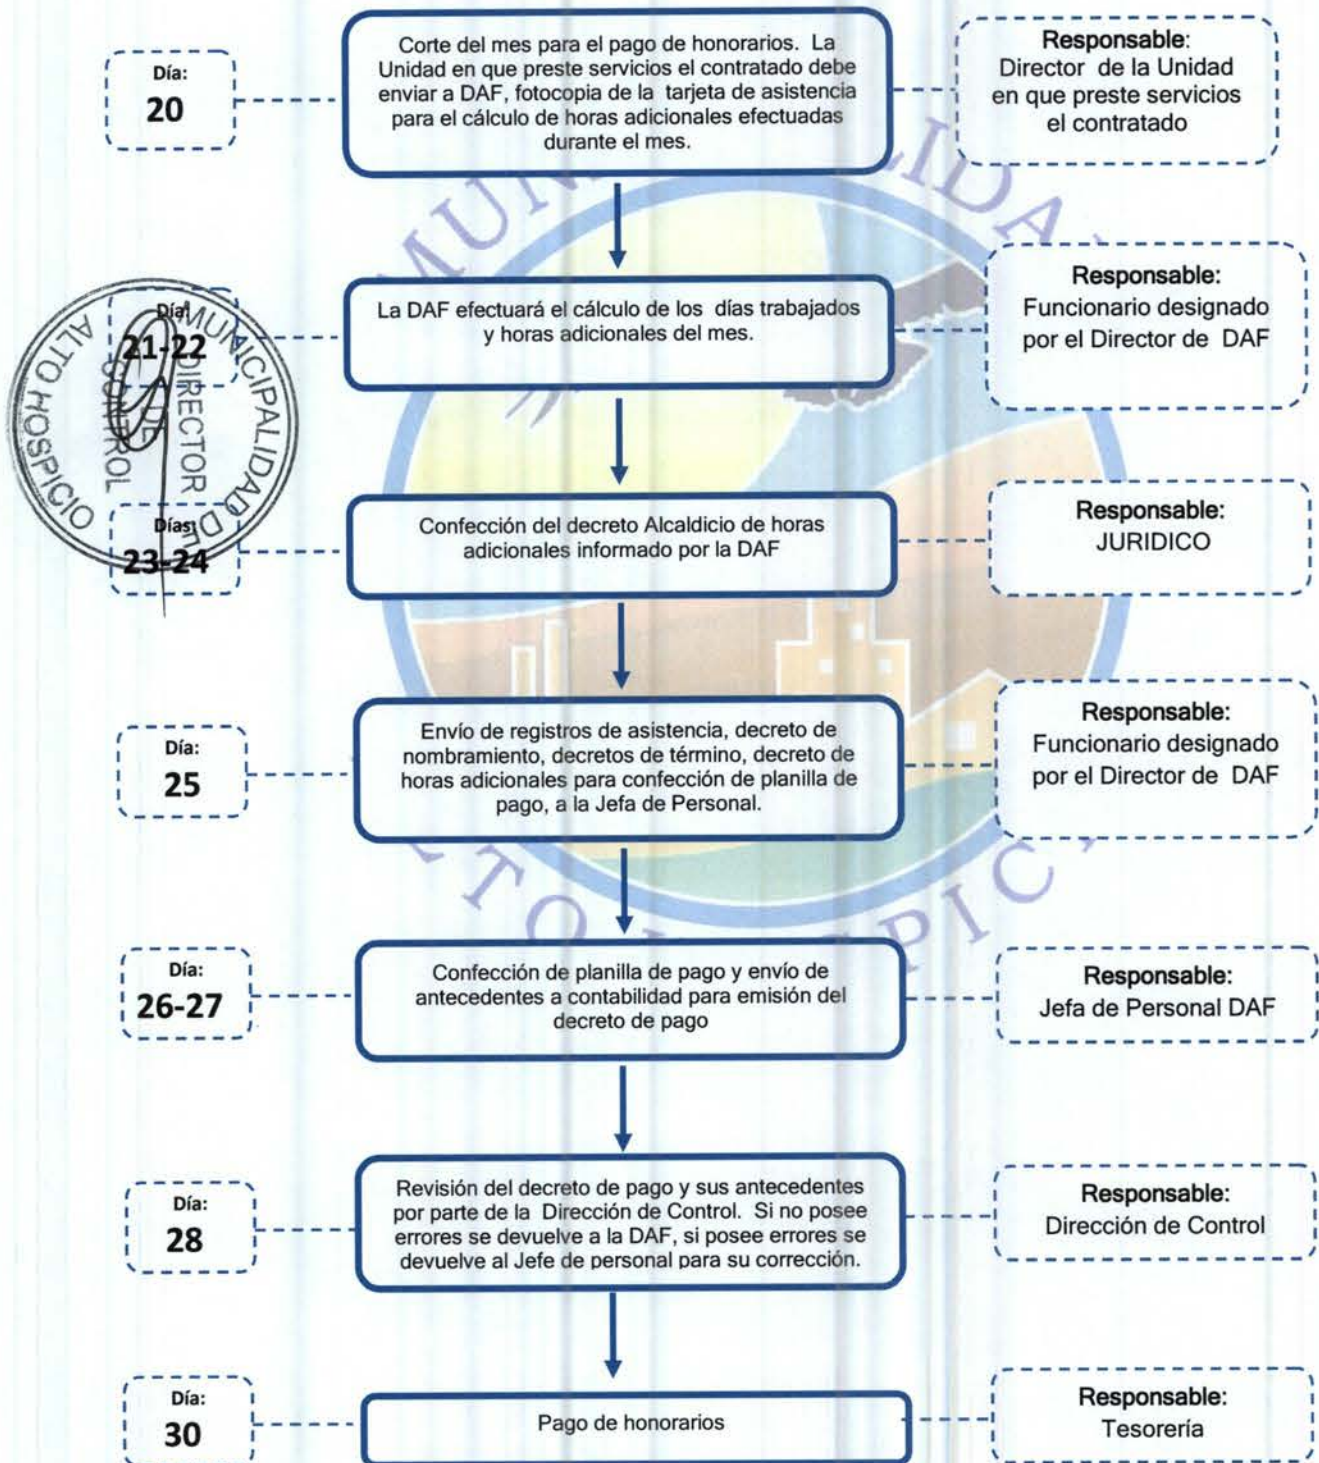 Día:
20
Corte del mes para el pago de honorarios. La
Unidad en que preste servicios el contratado debe
enviar a DAF, fotocopia de la tarjeta de asistencia
para el cálculo de horas adicionales efectuadas
durante el mes.
Responsable:
Director de la Unidad
en que preste servicios
el contratado
Día:
21-22
La DAF efectuará el cálculo de los días trabajados
y horas adicionales del mes.
Responsable:
Funcionario designado
por el Director de DAF
MUNICIPALIDAD DE
ALTO HOSPICIO
DIRECTOR
DE
CONTROL
Días:
23-24
Confección del decreto Alcaldicio de horas
adicionales informado por la DAF
Responsable:
JURIDICO
Día:
25
Envío de registros de asistencia, decreto de
nombramiento, decretos de término, decreto de
horas adicionales para confección de planilla de
pago, a la Jefa de Personal.
Responsable:
Funcionario designado
por el Director de DAF
Día:
26-27
Confección de planilla de pago y envío de
antecedentes a contabilidad para emisión del
decreto de pago
Responsable:
Jefa de Personal DAF
Día:
28
Revisión del decreto de pago y sus antecedentes
por parte de la Dirección de Control. Si no posee
errores se devuelve a la DAF, si posee errores se
devuelve al Jefe de personal para su corrección.
Responsable:
Dirección de Control
Día:
30
Pago de honorarios
Responsable:
Tesorería